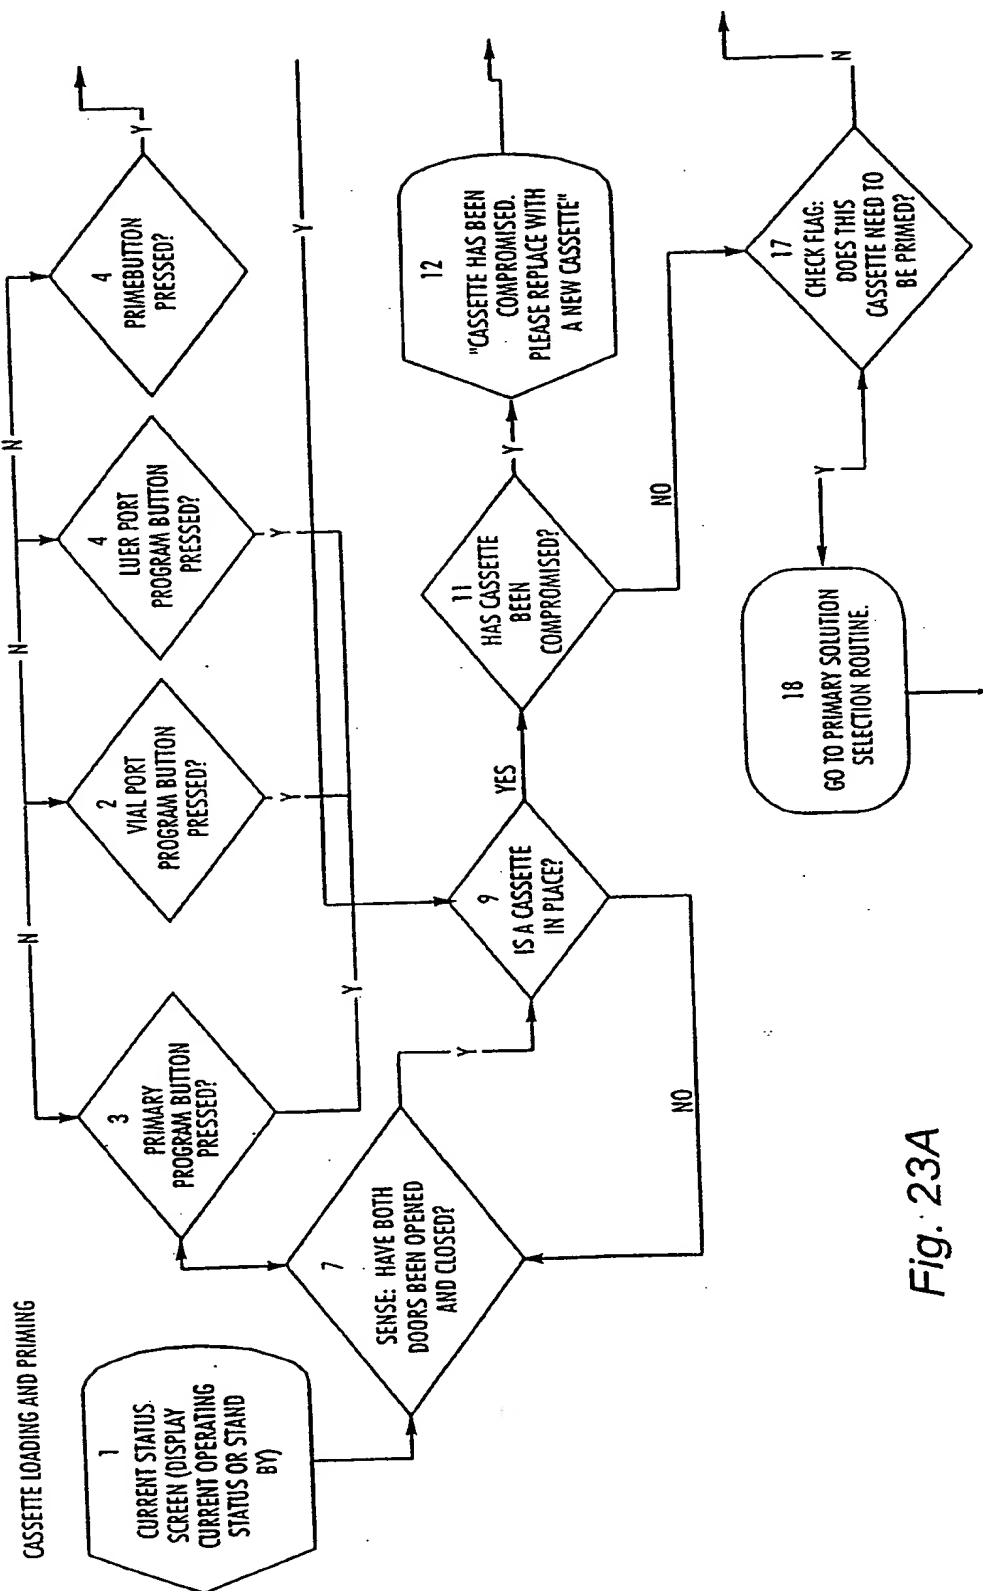 CASSETTE LOADING AND PRIMING
1
CURRENT STATUS.
SCREEN (DISPLAY
CURRENT OPERATING
STATUS OR STAND
BY)
3
PRIMARY
PROGRAM BUTTON
PRESSED?
N
2
VIAL PORT
PROGRAM BUTTON
PRESSED?
N
4
LUER PORT
PROGRAM BUTTON
PRESSED?
N
4
PRIMEBUTTON
PRESSED?
Y
Y
Y
Y
Y
7
SENSE: HAVE BOTH
DOORS BEEN OPENED
AND CLOSED?
Y
9
IS A CASSETTE
IN PLACE?
YES
NO
11
HAS CASSETTE
BEEN
COMPROMISED?
Y
NO
12
"CASSETTE HAS BEEN
COMPROMISED.
PLEASE REPLACE WITH
A NEW CASSETTE"
17
CHECK FLAG:
DOES THIS
CASSETTE NEED TO
BE PRIMED?
N
Y
18
GO TO PRIMARY SOLUTION
SELECTION ROUTINE.
Fig. 23A